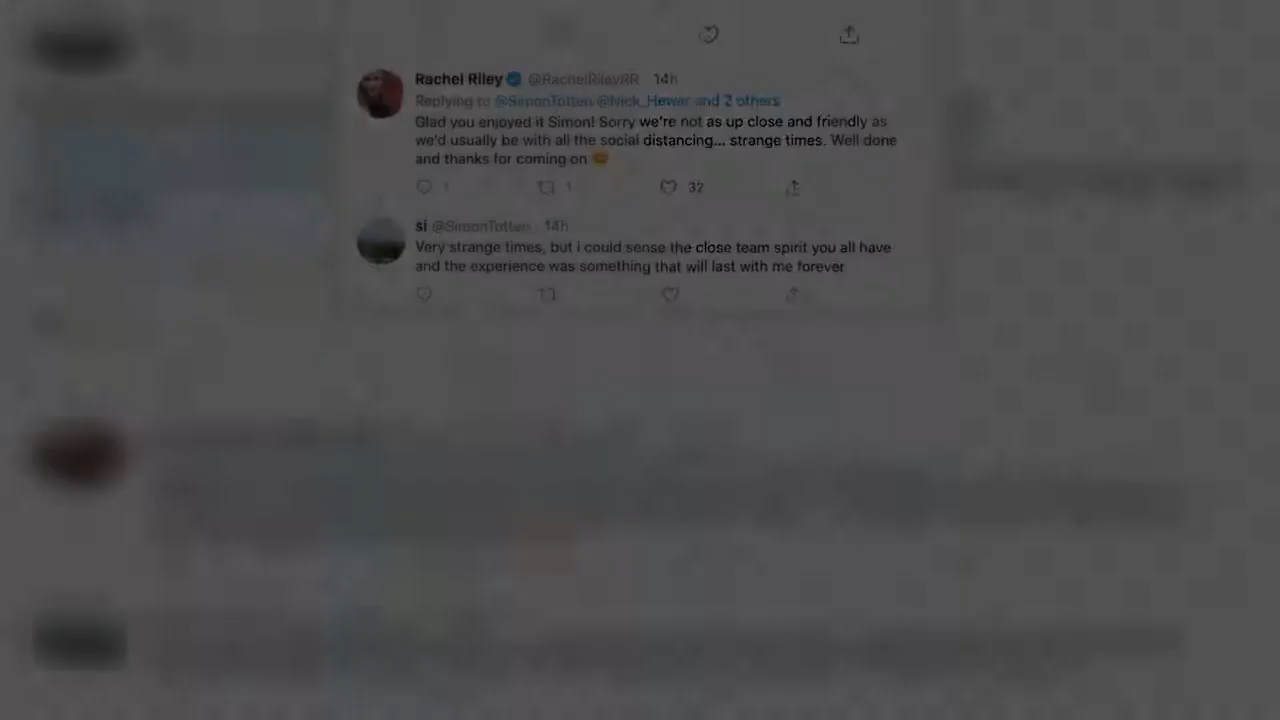 Rachel Riley @RachelRileyRR 14h
Replying to @SimonTotten @Nick_Hewer and 2 others
Glad you enjoyed it Simon! Sorry we're not as up close and friendly as
we'd usually be with all the social distancing... strange times. Well done
and thanks for coming on
1 1 32
si @SimonTotten 14h
Very strange times, but i could sense the close team spirit you all have
and the experience was something that will last with me forever